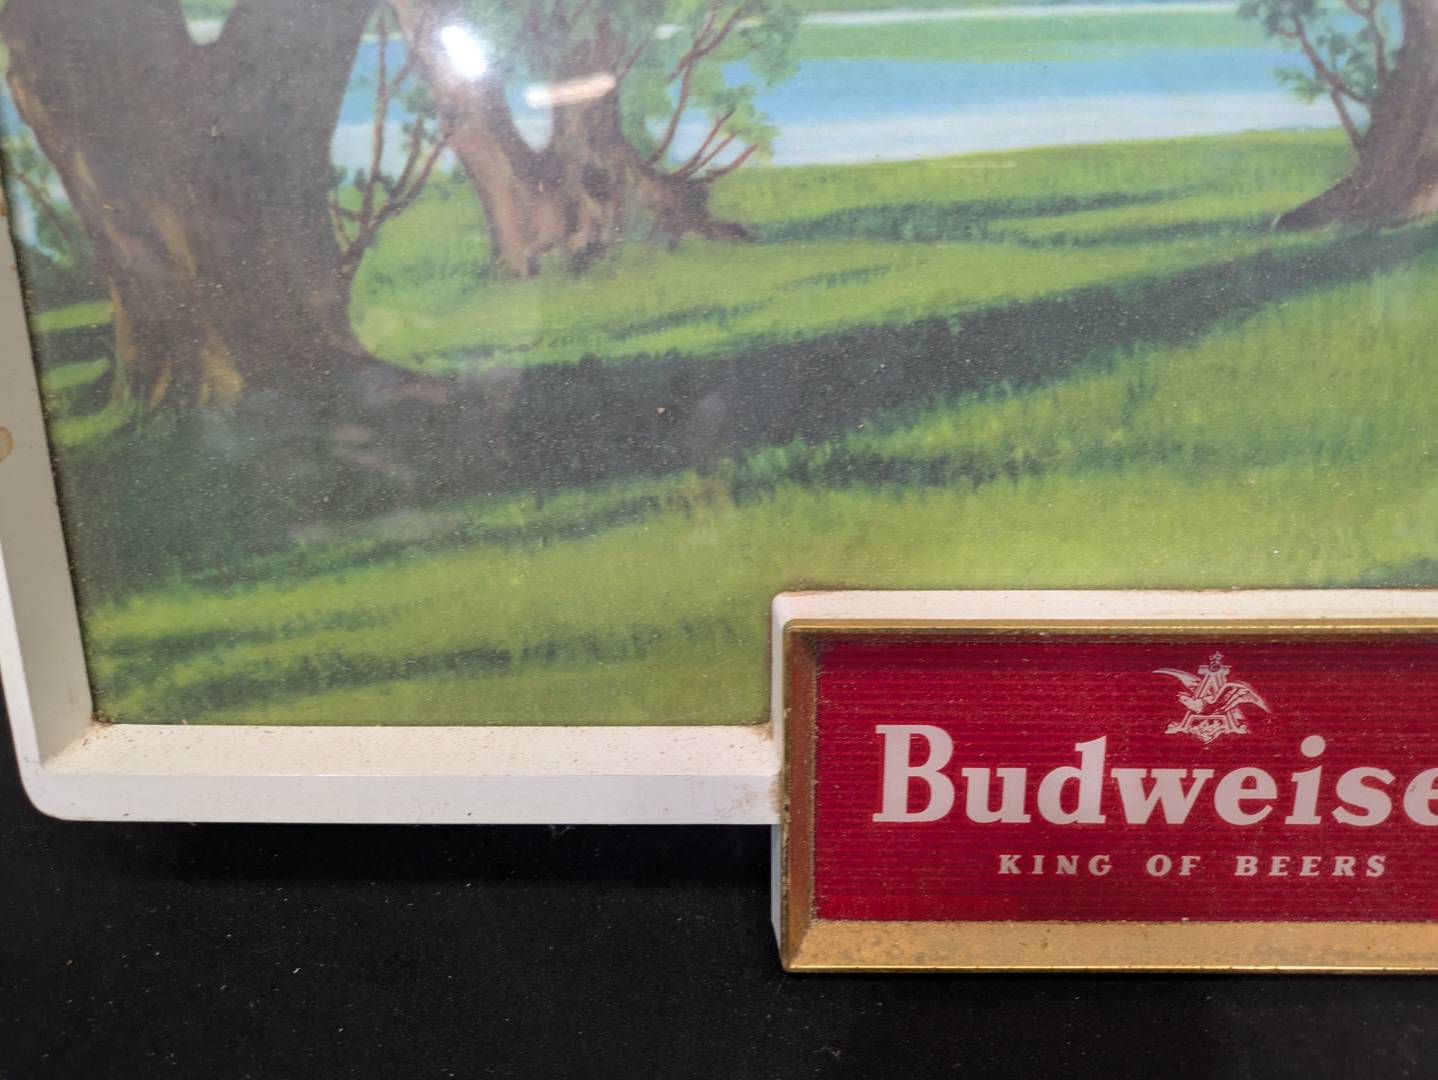 Budweise
KING OF BEERS